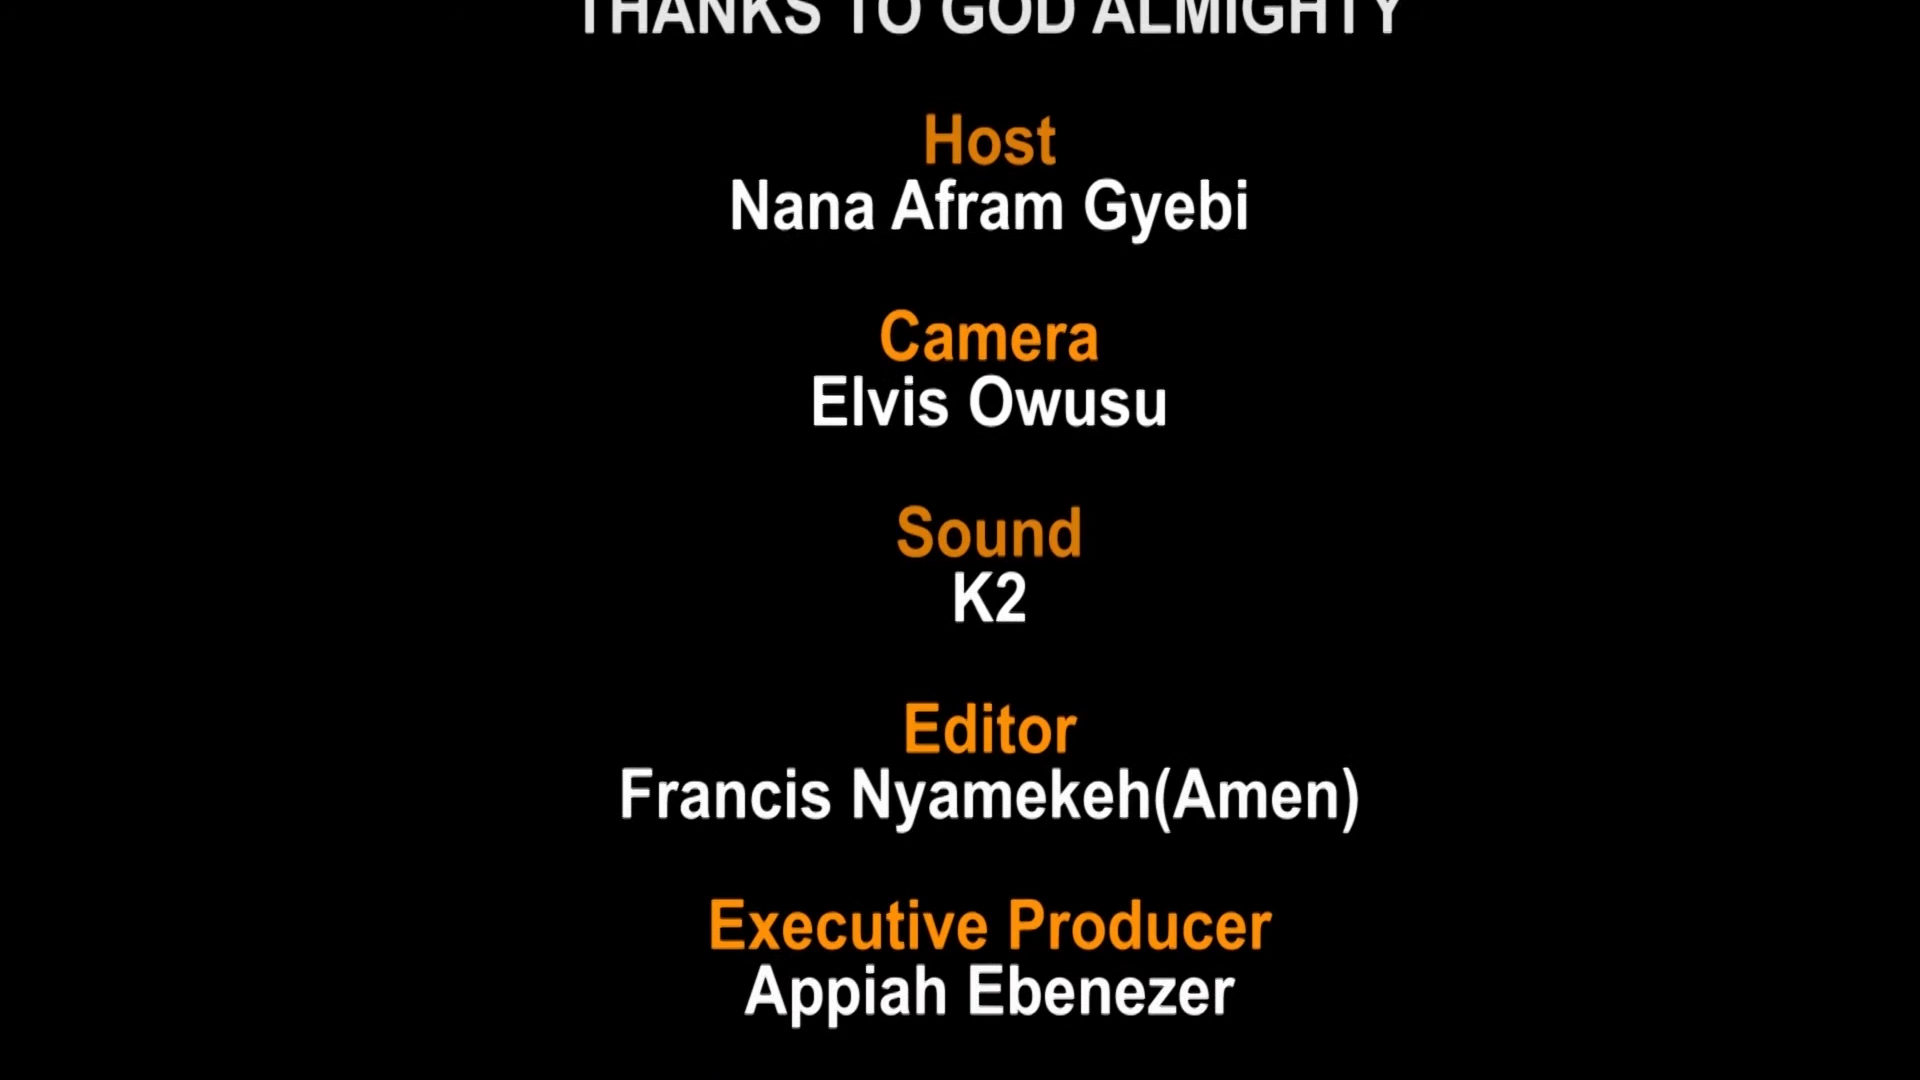 THANKS TO GOD ALMIGHTY
Host
Nana Afram Gyebi
Camera
Elvis Owusu
Sound
K2
Editor
Francis Nyamekeh(Amen)
Executive Producer
Appiah Ebenezer